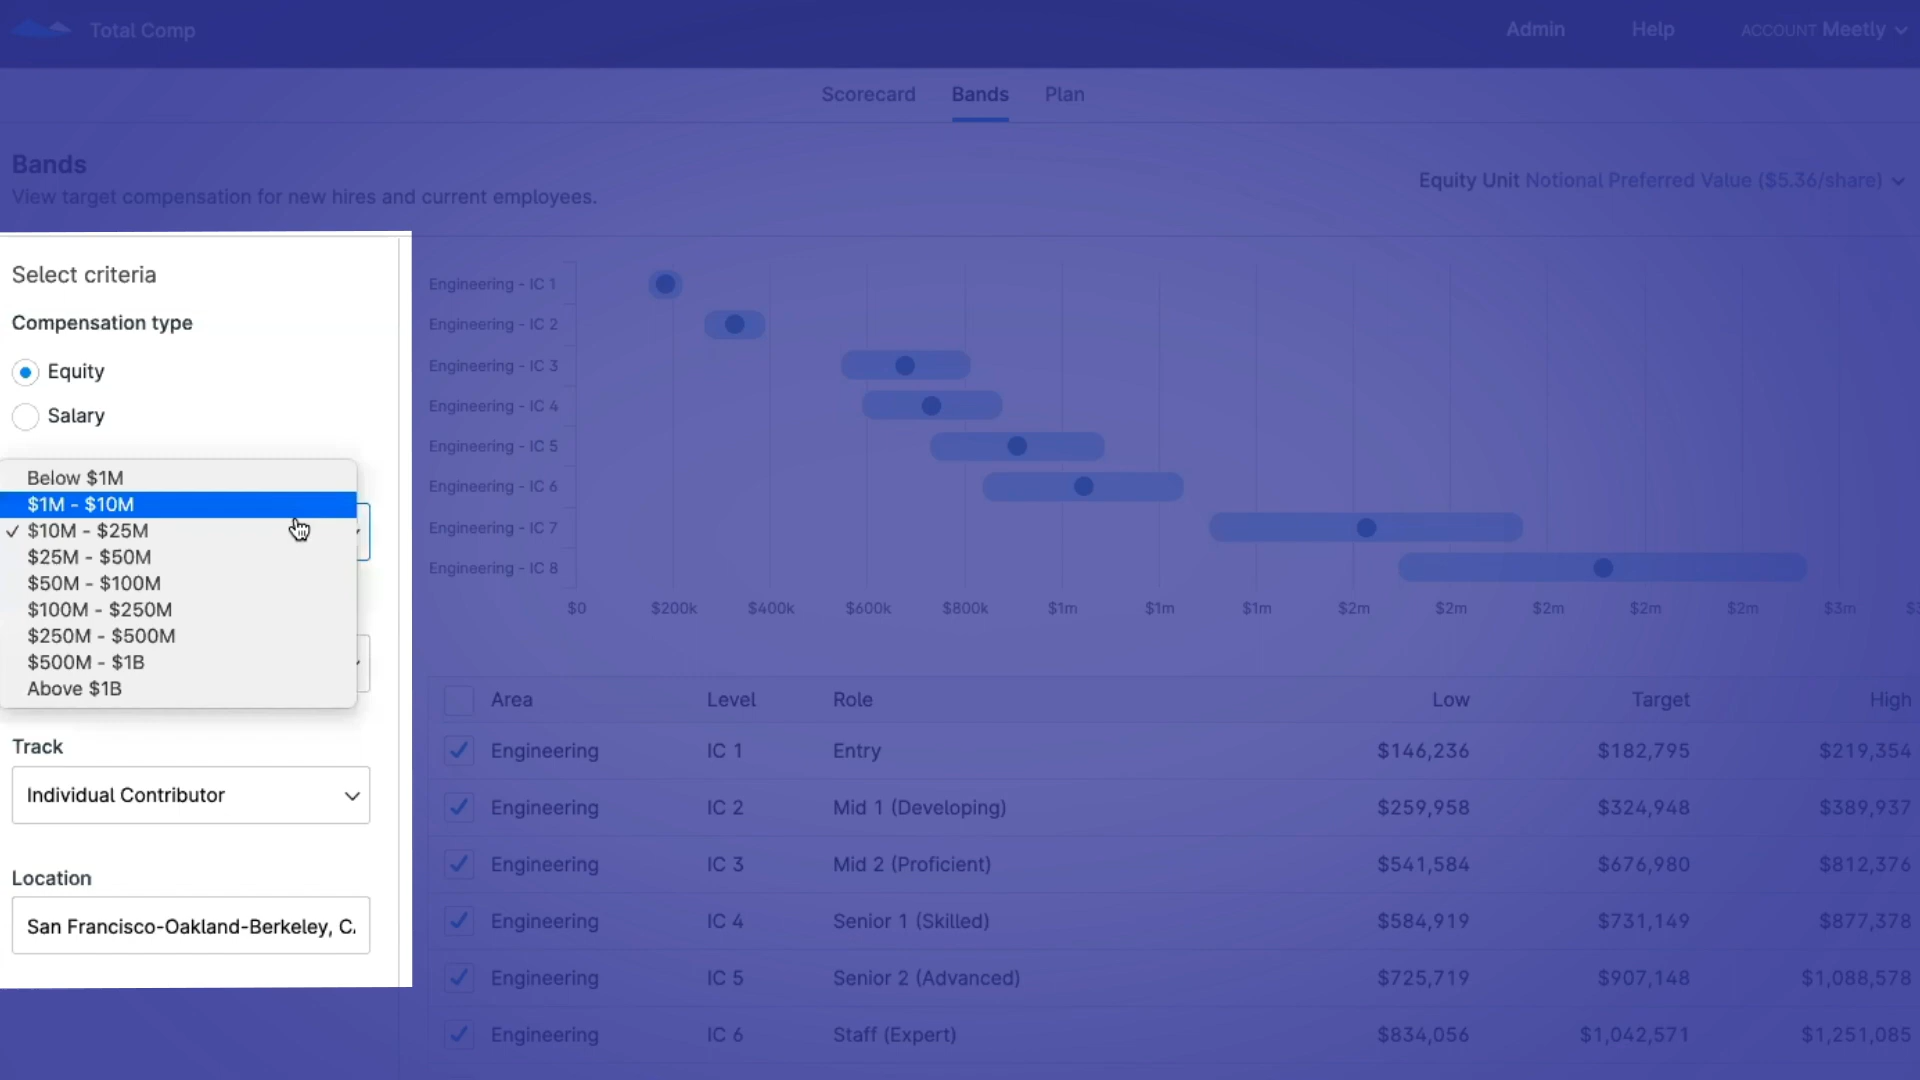 Total Comp
Admin
Help
ACCOUNT Meetly
Scorecard
Bands
Plan
Bands
View target compensation for new hires and current employees.
Equity Unit Notional Preferred Value ($5.36/share)
Select criteria
Compensation type
Equity
Salary
Below $1M
$1M - $10M
$10M - $25M
$25M - $50M
$50M - $100M
$100M - $250M
$250M - $500M
$500M - $1B
Above $1B
Track
Individual Contributor
Location
San Francisco-Oakland-Berkeley,
Engineering - IC 1
Engineering - IC 2
Engineering - IC 3
Engineering - IC 4
Engineering - IC 5
Engineering - IC 6
Engineering - IC 7
Engineering - IC 8
$0 $200k $400k $600k $800k $1m $1m $1m $2m $2m $2m $2m $2m $3m
Area Level Role Low Target High
Engineering IC 1 Entry $146,236 $182,795 $219,354
Engineering IC 2 Mid 1 (Developing) $259,958 $324,948 $389,937
Engineering IC 3 Mid 2 (Proficient) $541,584 $676,980 $812,376
Engineering IC 4 Senior 1 (Skilled) $584,919 $731,149 $877,378
Engineering IC 5 Senior 2 (Advanced) $725,719 $907,148 $1,088,578
Engineering IC 6 Staff (Expert) $834,056 $1,042,571 $1,251,085